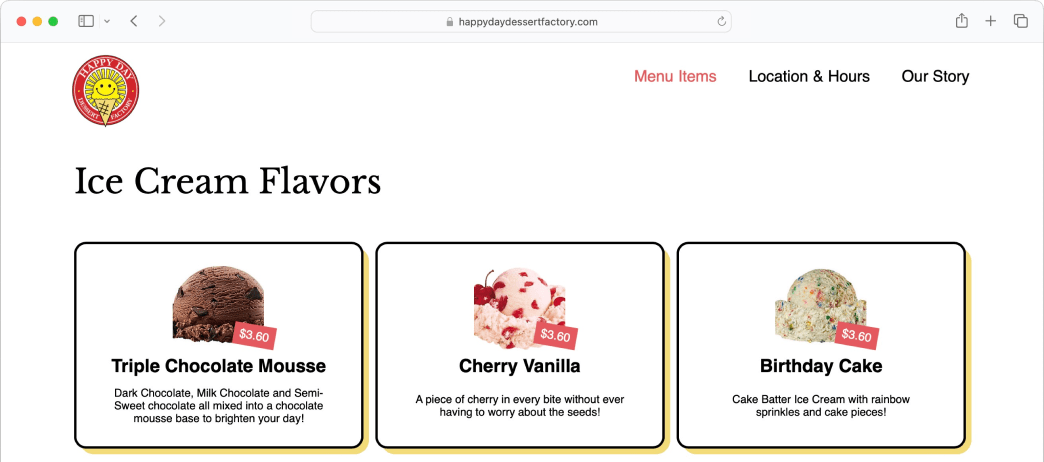 happydaydessertfactory.com
HAPPY DAY
DESSERT FACTORY
Menu Items
Location & Hours
Our Story
Ice Cream Flavors
$3.60
Triple Chocolate Mousse
Dark Chocolate, Milk Chocolate and Semi-
Sweet chocolate all mixed into a chocolate
mousse base to brighten your day!
$3.60
Cherry Vanilla
A piece of cherry in every bite without ever
having to worry about the seeds!
$3.60
Birthday Cake
Cake Batter Ice Cream with rainbow
sprinkles and cake pieces!